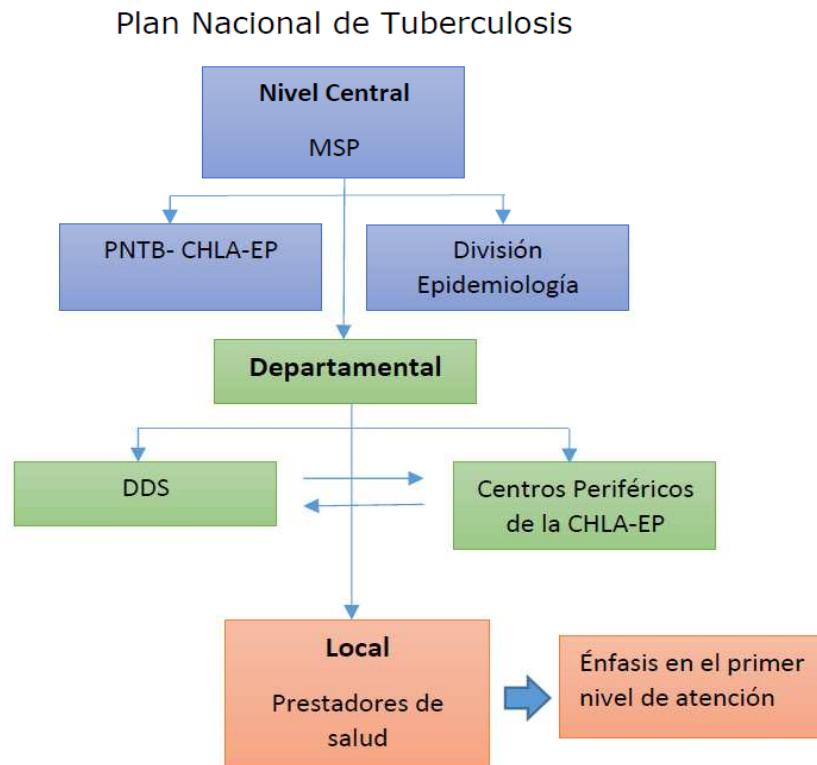 Plan Nacional de Tuberculosis
Nivel Central
MSP
PNTB- CHLA-EP
División
Epidemiología
Departamental
DDS
Centros Periféricos
de la CHLA-EP
Local
Prestadores de
salud
Énfasis en el primer
nivel de atención